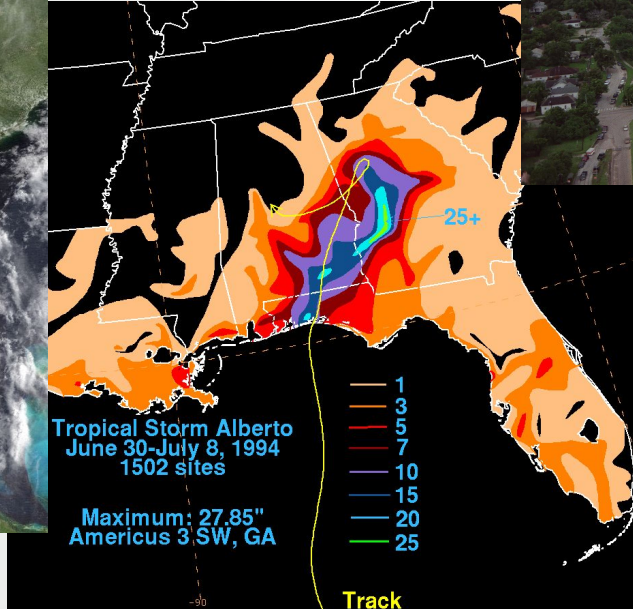 25+
1
3
5
7
10
15
20
25
Tropical Storm Alberto
June 30-July 8, 1994
1502 sites
Maximum: 27.85"
Americus 3 SW, GA
-90
Track